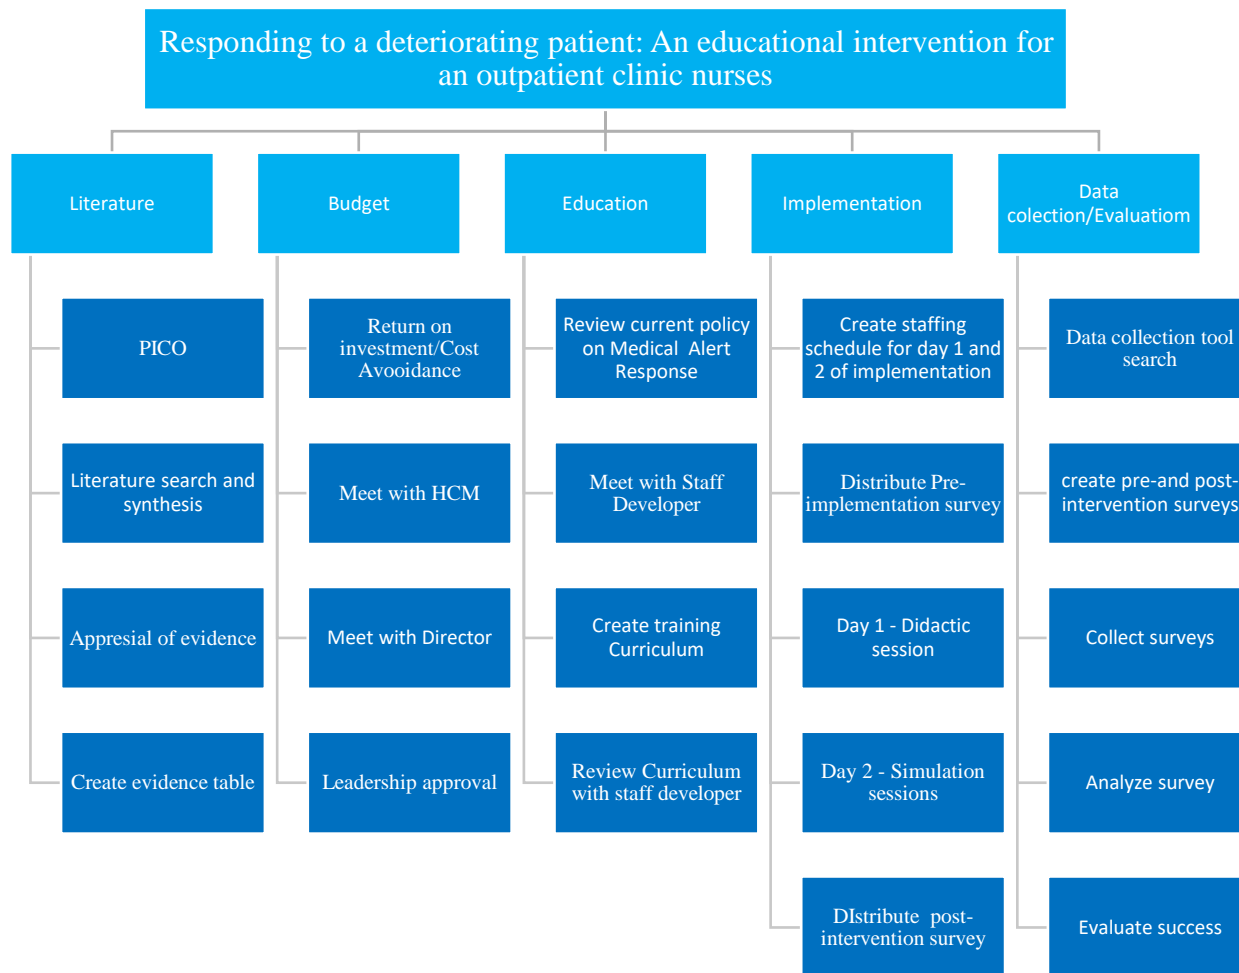 Responding to a deteriorating patient: An educational intervention for
an outpatient clinic nurses
Literature
Budget
Education
Implementation
Data
colection/Evaluatiom
PICO
Return on
investment/Cost
Avooidance
Review current policy
on Medical Alert
Response
Create staffing
schedule for day 1 and
2 of implementation
Data collection tool
search
Literature search and
synthesis
Meet with HCM
Meet with Staff
Developer
Distribute Pre-
implementation survey
create pre-and post-
intervention surveys
Appresial of evidence
Meet with Director
Create training
Curriculum
Day 1 - Didactic
session
Collect surveys
Create evidence table
Leadership approval
Review Curriculum
with staff developer
Day 2 - Simulation
sessions
Analyze survey
DIstribute post-
intervention survey
Evaluate success